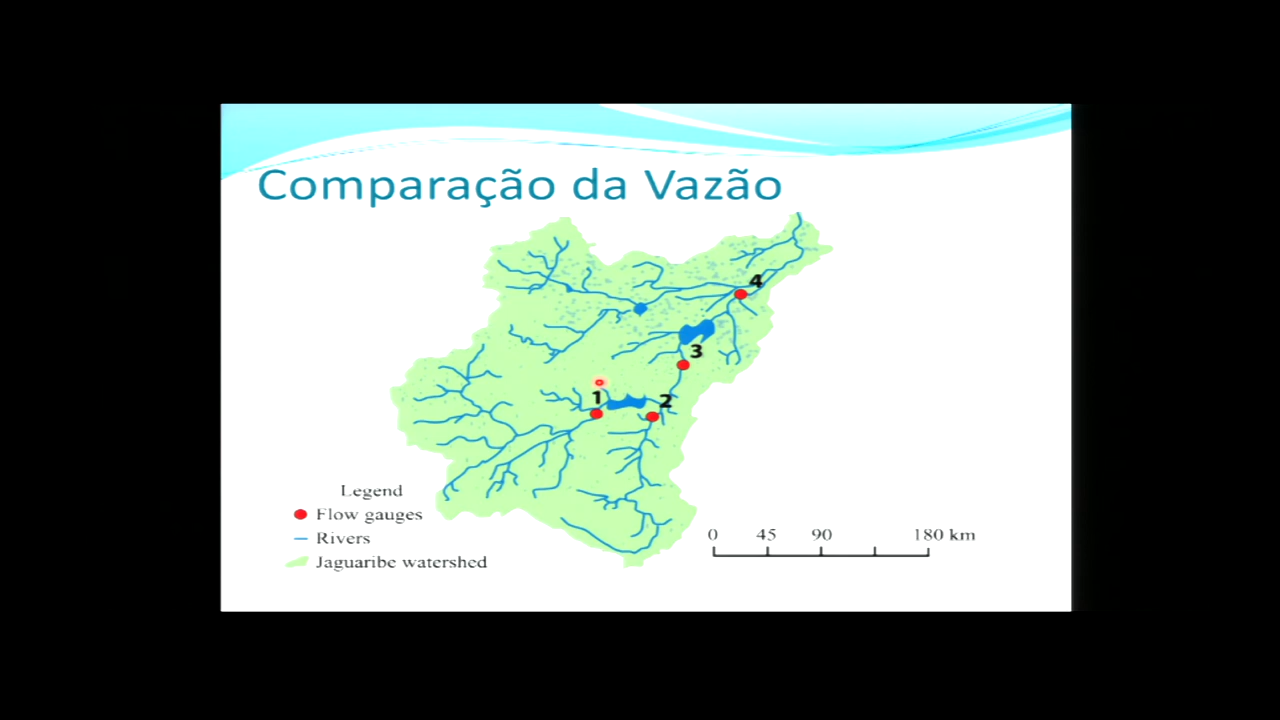 Comparação da Vazão
4
3
1
2
Legend
Flow gauges
Rivers
Jaguaribe watershed
0 45 90 180 km